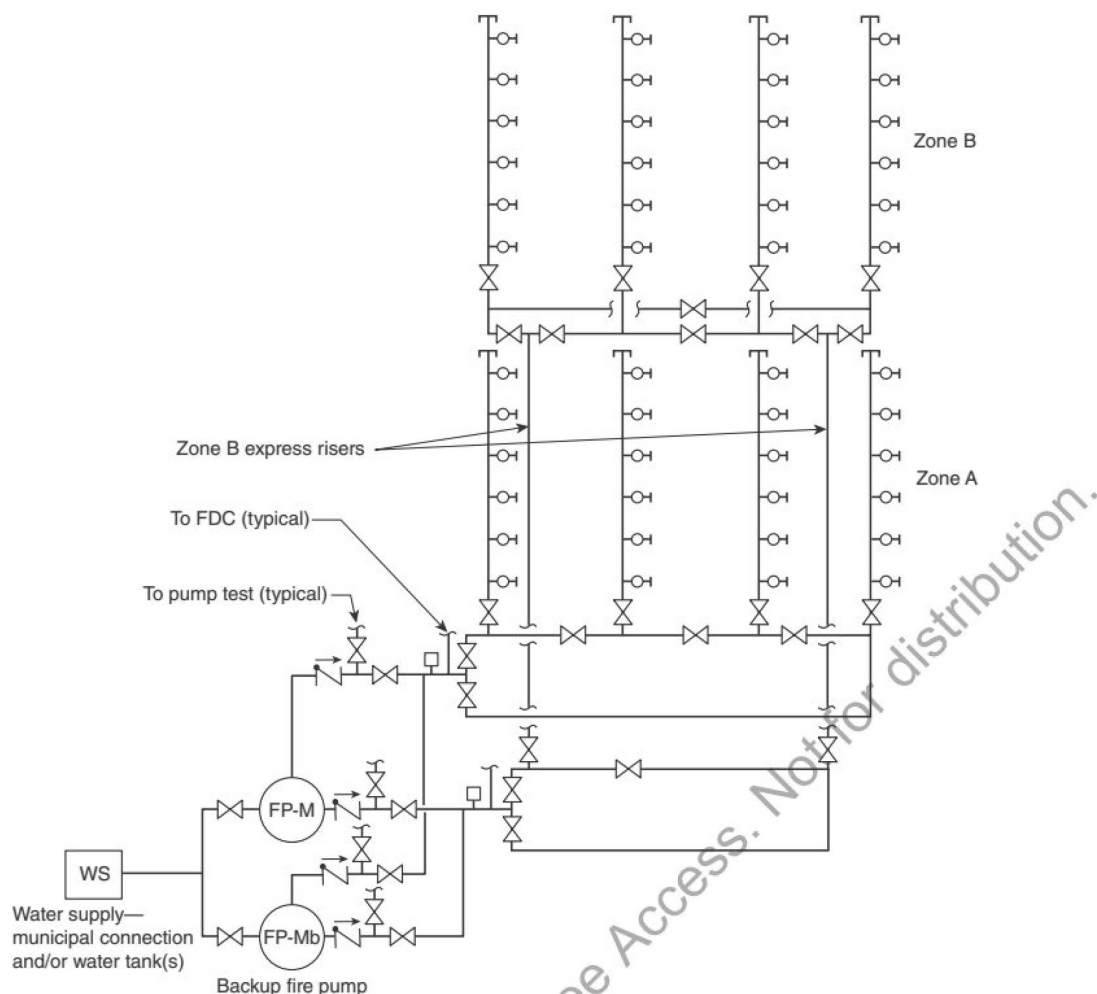 Zone B
Zone B express risers
Zone A
To FDC (typical)
To pump test (typical)
FP-M
WS
Water supply—
municipal connection
and/or water tank(s)
FP-Mb
Backup fire pump
ee Access. Not for distribution.